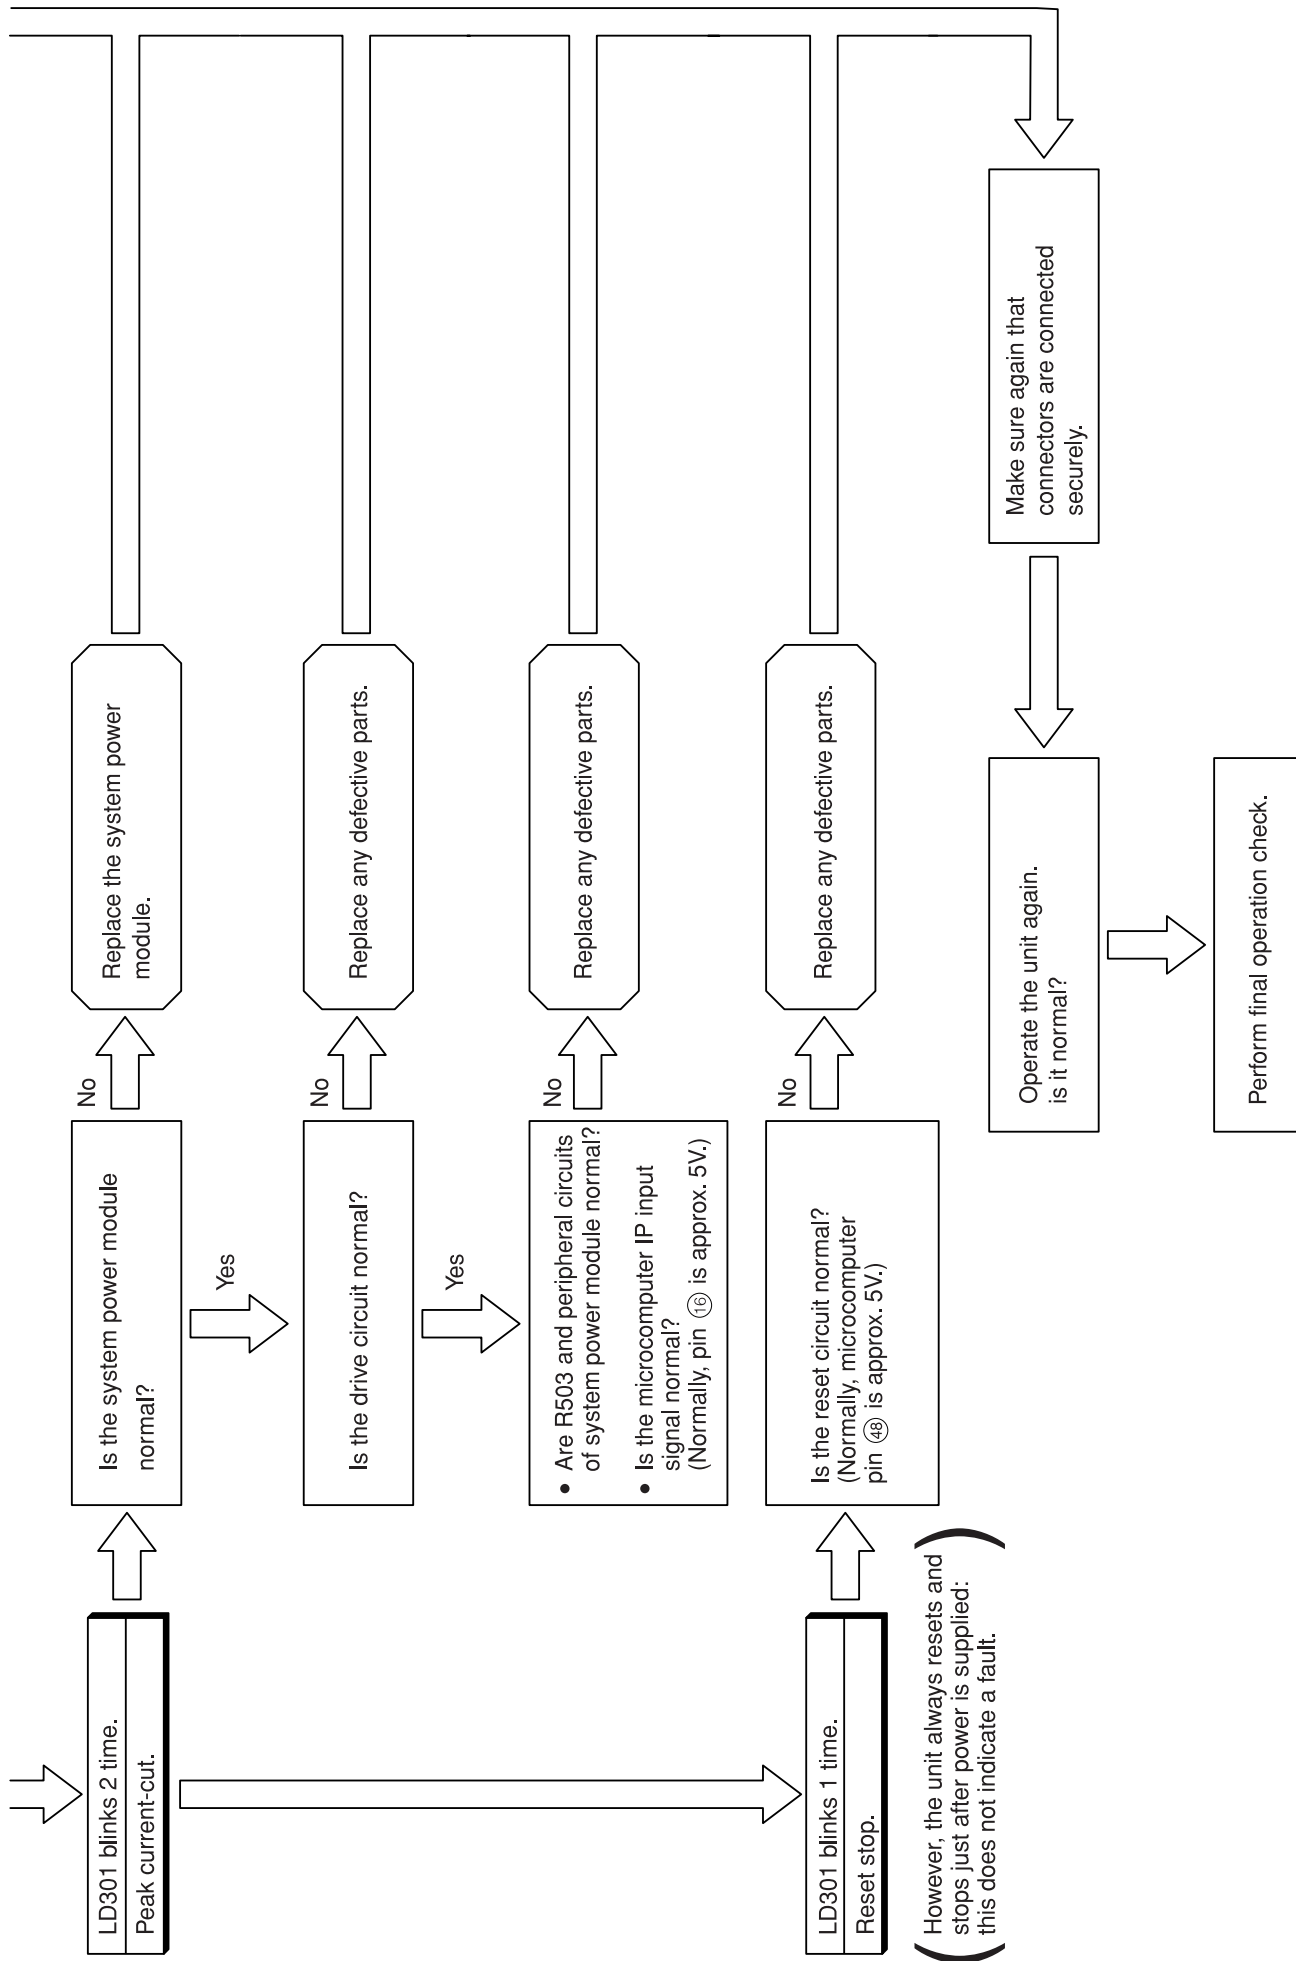 LD301 blinks 2 time.
Peak current-cut.
Is the system power module
normal?
No
Replace the system power
module.
Yes
Is the drive circuit normal?
No
Replace any defective parts.
Yes
• Are R503 and peripheral circuits
of system power module normal?
• Is the microcomputer IP input
signal normal?
(Normally, pin ⑯ is approx. 5V.)
No
Replace any defective parts.
LD301 blinks 1 time.
Reset stop.
(However, the unit always resets and
stops just after power is supplied:
this does not indicate a fault.)
Is the reset circuit normal?
(Normally, microcomputer
pin ㊽ is approx. 5V.)
No
Replace any defective parts.
Make sure again that
connectors are connected
securely.
Operate the unit again.
is it normal?
Perform final operation check.